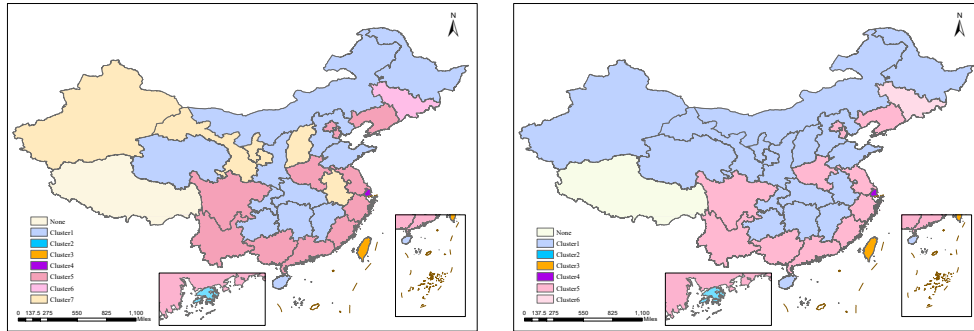 N
None
Cluster1
Cluster2
Cluster3
Cluster4
Cluster5
Cluster6
Cluster7
0 137.5 275 550 825 1,100
Miles
N
None
Cluster1
Cluster2
Cluster3
Cluster4
Cluster5
Cluster6
0 137.5 275 550 825 1,100
Miles